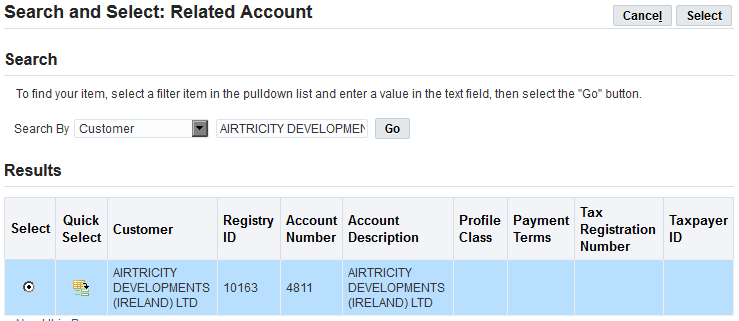 Search and Select: Related Account
Cancel Select
Search
To find your item, select a filter item in the pulldown list and enter a value in the text field, then select the "Go" button.
Search By Customer AIRTRICITY DEVELOPMEN Go
Results
Select Quick Select Customer Registry ID Account Number Account Description Profile Class Payment Terms Tax Registration Number Taxpayer ID
AIRTRICITY DEVELOPMENTS (IRELAND) LTD 10163 4811 AIRTRICITY DEVELOPMENTS (IRELAND) LTD